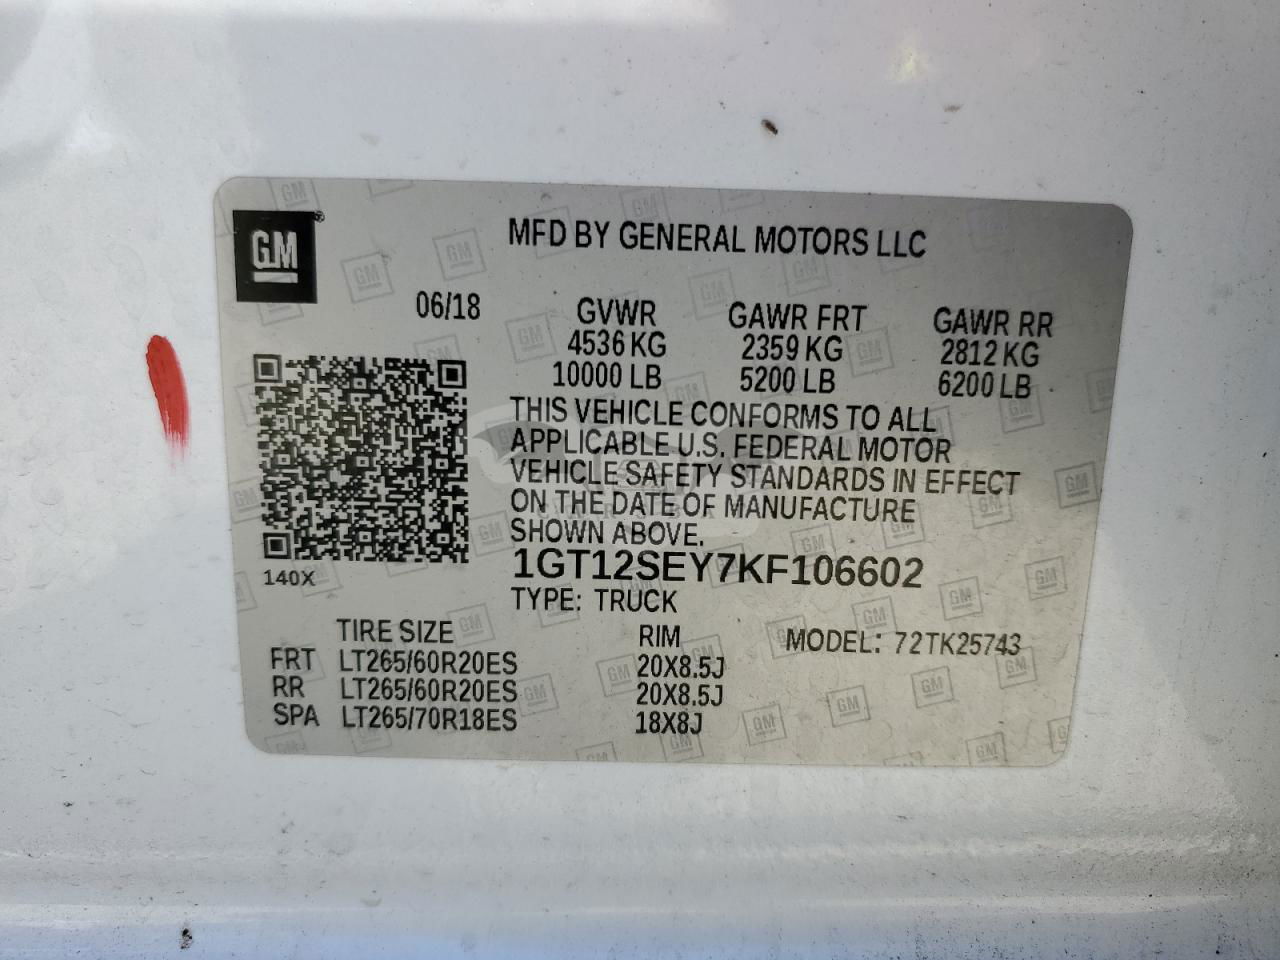 GM®
MFD BY GENERAL MOTORS LLC
06/18
GVWR GAWR FRT GAWR RR
4536 KG 2359 KG 2812 KG
10000 LB 5200 LB 6200 LB
THIS VEHICLE CONFORMS TO ALL
APPLICABLE U.S. FEDERAL MOTOR
VEHICLE SAFETY STANDARDS IN EFFECT
ON THE DATE OF MANUFACTURE
SHOWN ABOVE.
1GT12SEY7KF106602
140X
TYPE: TRUCK
TIRE SIZE RIM MODEL: 72TK25743
FRT LT265/60R20ES 20X8.5J
RR LT265/60R20ES 20X8.5J
SPA LT265/70R18ES 18X8J